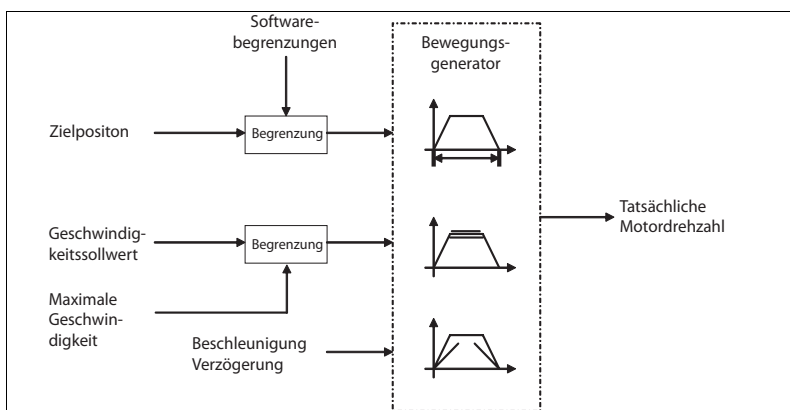 Software-
begrenzungen
Bewegungs-
generator
Zielpositon
Begrenzung
Geschwindig-
keitssollwert
Begrenzung
Tatsächliche
Motordrehzahl
Maximale
Geschwin-
digkeit
Beschleunigung
Verzögerung